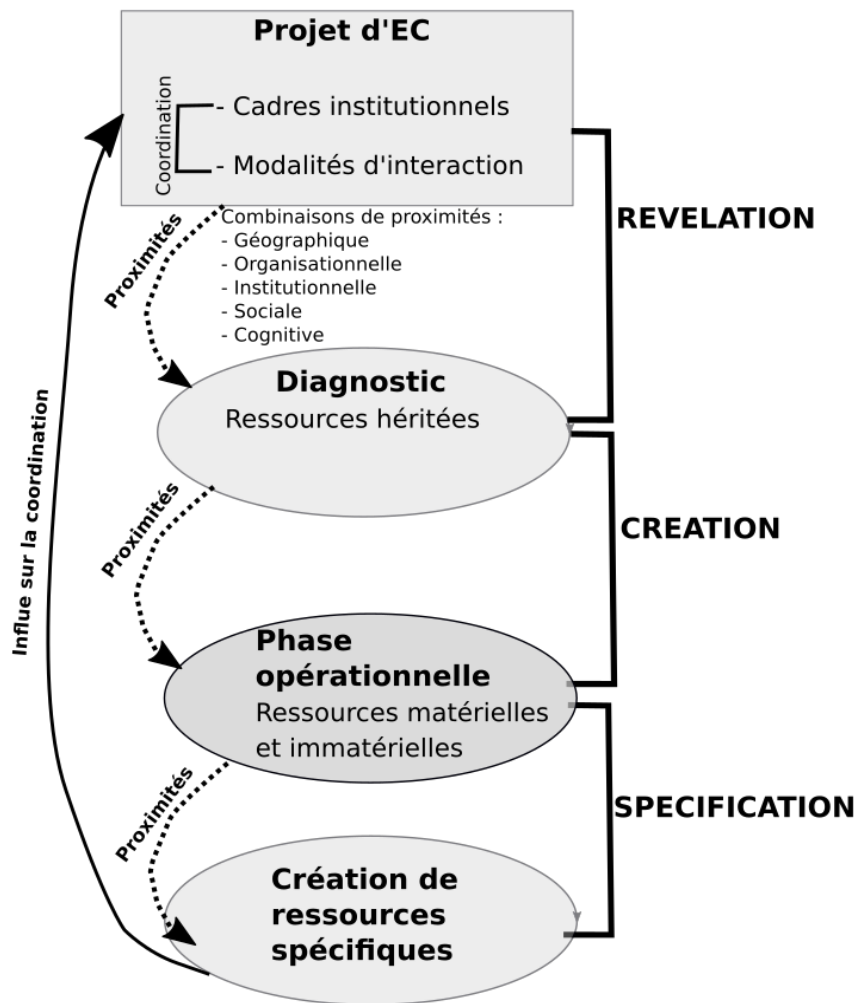 Projet d'EC
Coordination
- Cadres institutionnels
- Modalités d'interaction
REVELATION
Proximités
Combinaisons de proximités :
- Géographique
- Organisationnelle
- Institutionnelle
- Sociale
- Cognitive
Diagnostic
Ressources héritées
Influe sur la coordination
Proximités
CREATION
Phase
opérationnelle
Ressources matérielles
et immatérielles
Proximités
SPECIFICATION
Création de
ressources
spécifiques